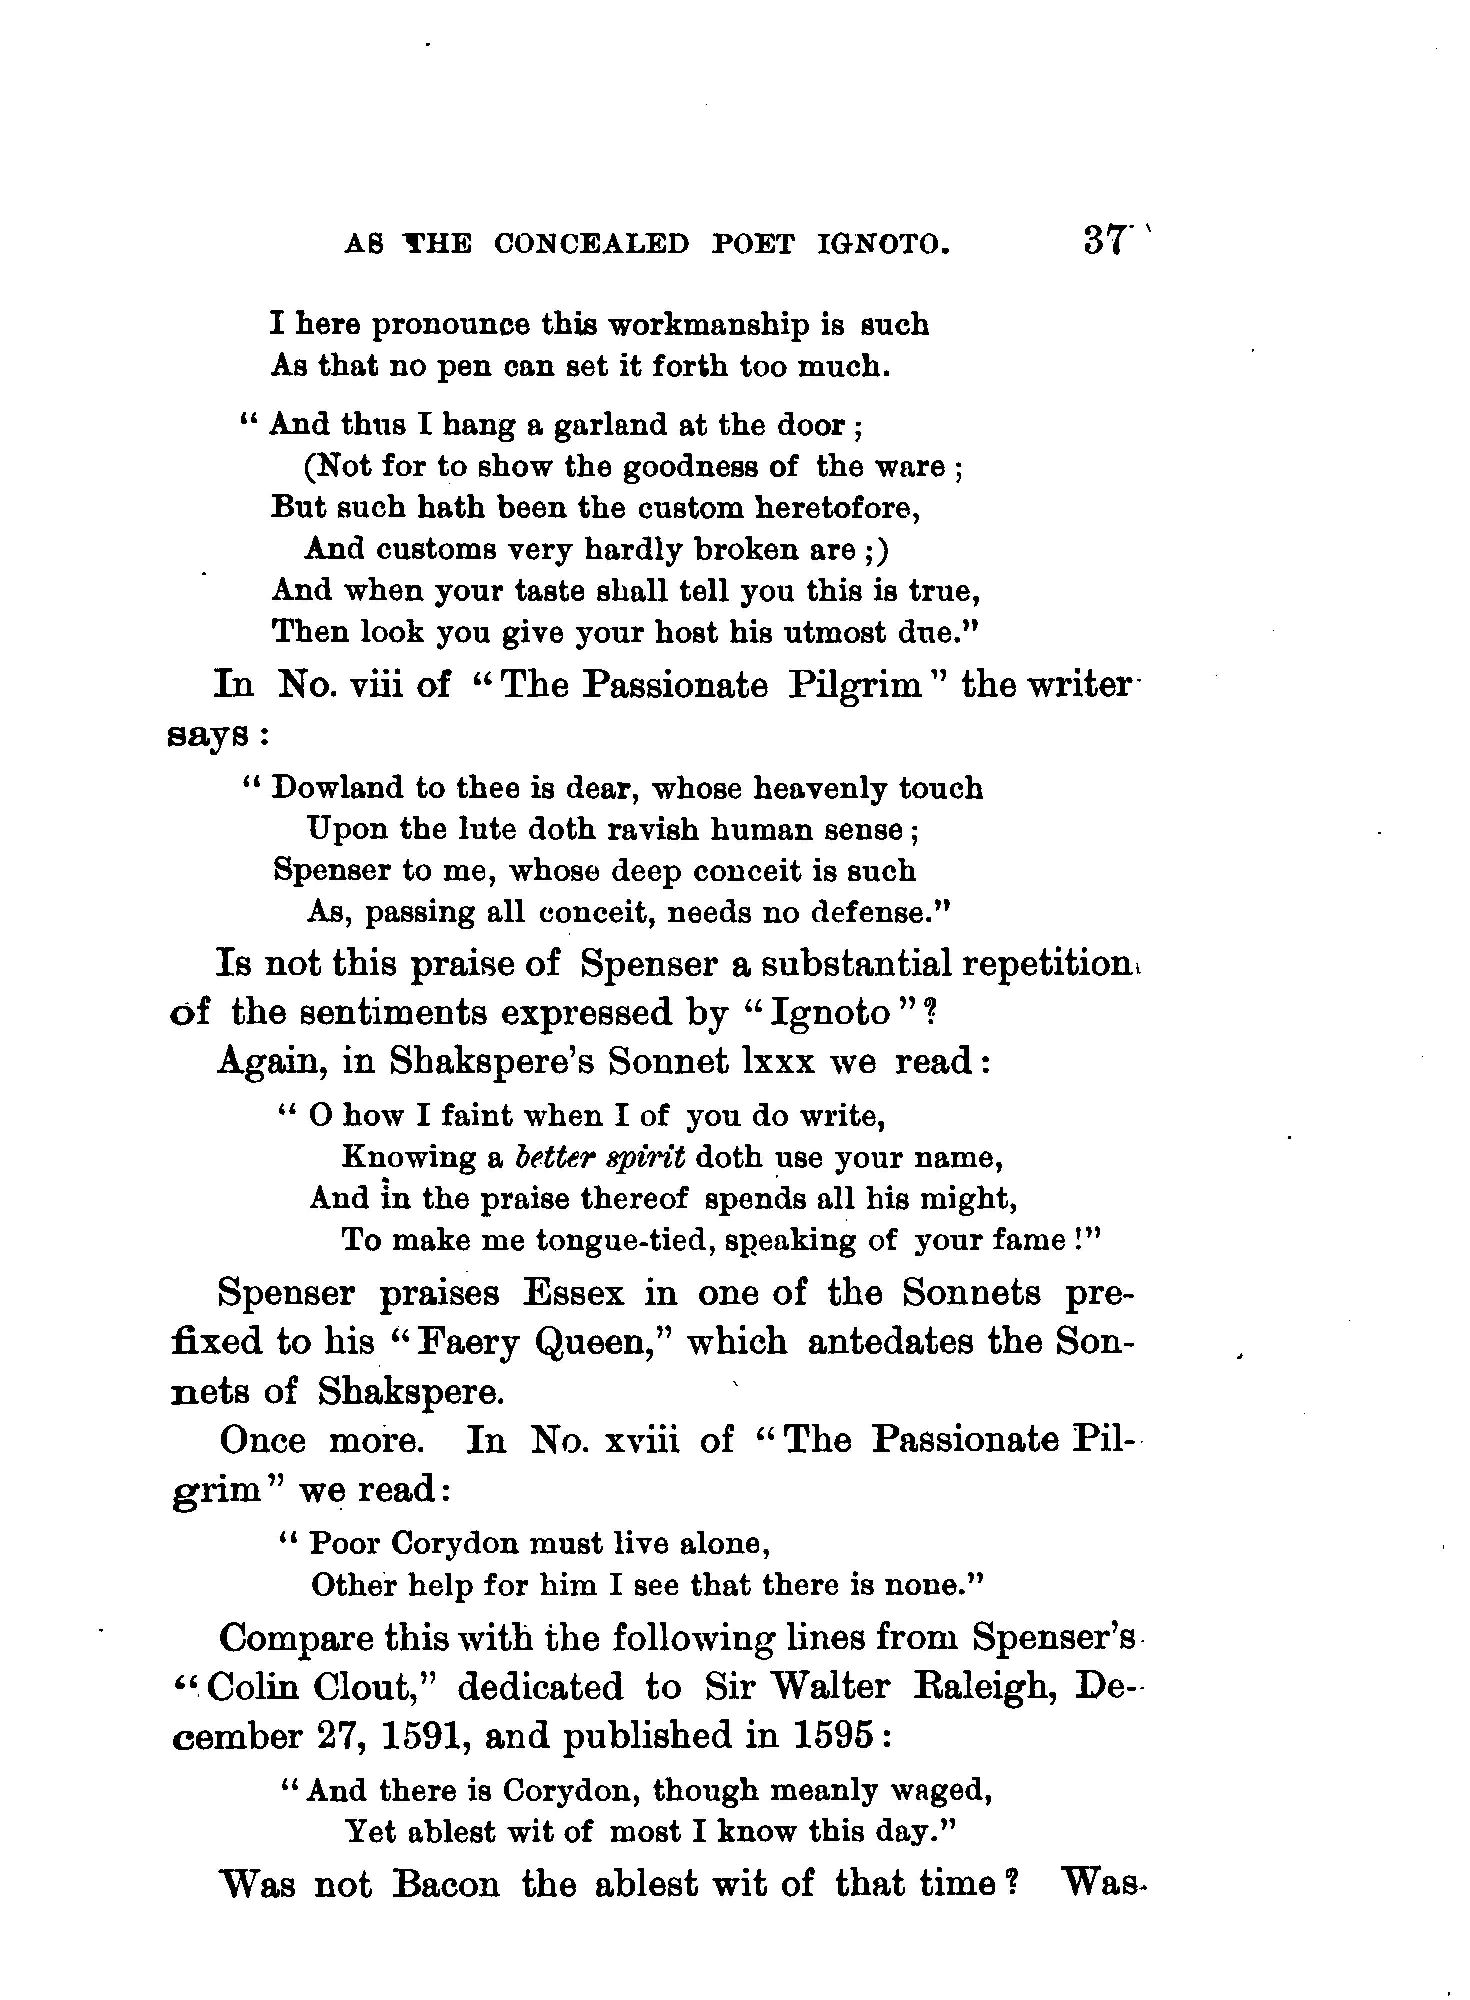 AS THE CONCEALED POET IGNOTO. 37
I here pronounce this workmanship is such
As that no pen can set it forth too much.
" And thus I hang a garland at the door ;
(Not for to show the goodness of the ware ;
But such hath been the custom heretofore,
And customs very hardly broken are ;)
And when your taste shall tell you this is true,
Then look you give your host his utmost due."
In No. viii of " The Passionate Pilgrim " the writer
says :
" Dowland to thee is dear, whose heavenly touch
Upon the lute doth ravish human sense ;
Spenser to me, whose deep conceit is such
As, passing all conceit, needs no defense."
Is not this praise of Spenser a substantial repetition
of the sentiments expressed by " Ignoto " ?
Again, in Shakspere's Sonnet lxxx we read :
" O how I faint when I of you do write,
Knowing a better spirit doth use your name,
And in the praise thereof spends all his might,
To make me tongue-tied, speaking of your fame !"
Spenser praises Essex in one of the Sonnets pre-
fixed to his " Faery Queen," which antedates the Son-
nets of Shakspere.
Once more. In No. xviii of " The Passionate Pil-
grim " we read :
" Poor Corydon must live alone,
Other help for him I see that there is none."
Compare this with the following lines from Spenser's
" Colin Clout," dedicated to Sir Walter Raleigh, De-
cember 27, 1591, and published in 1595 :
" And there is Corydon, though meanly waged,
Yet ablest wit of most I know this day."
Was not Bacon the ablest wit of that time ? Was